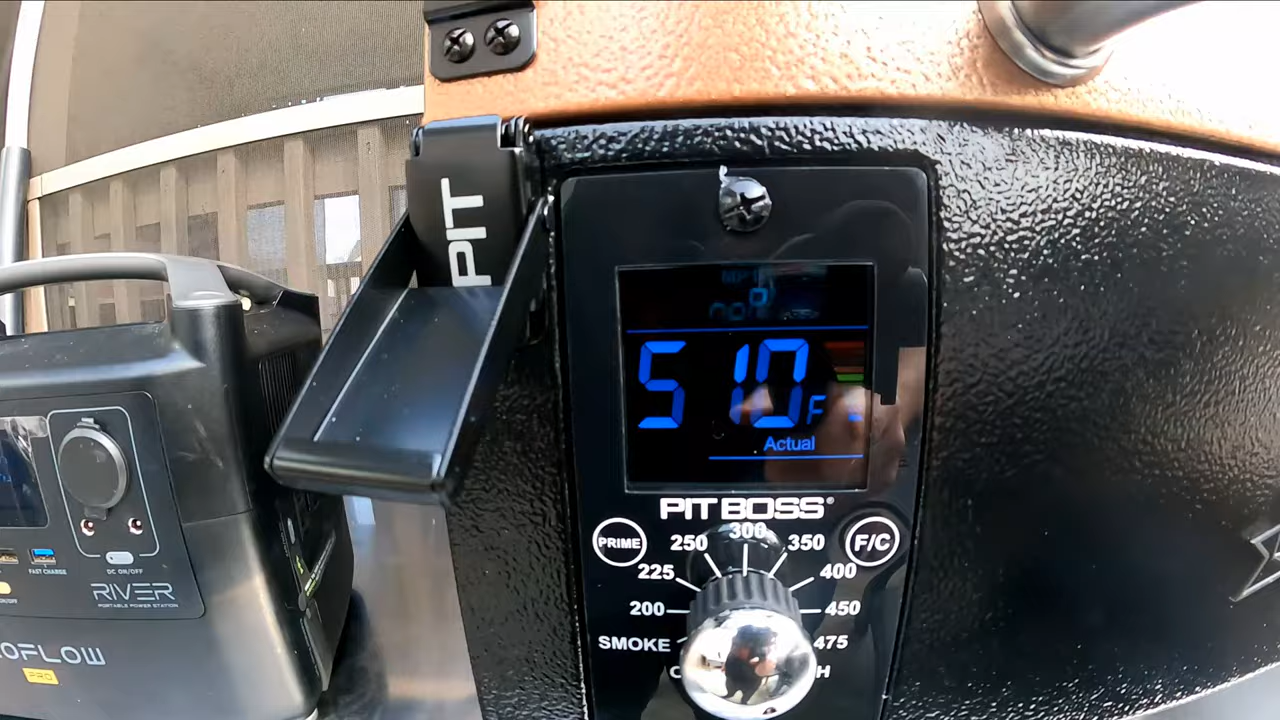 PIT
510F
Actual
PIT BOSS®
PRIME
F/C
300
250
350
225
400
200
450
SMOKE
475
FAST CHARGE
DC ON/OFF
RIVER
PORTABLE POWER STATION
PRO